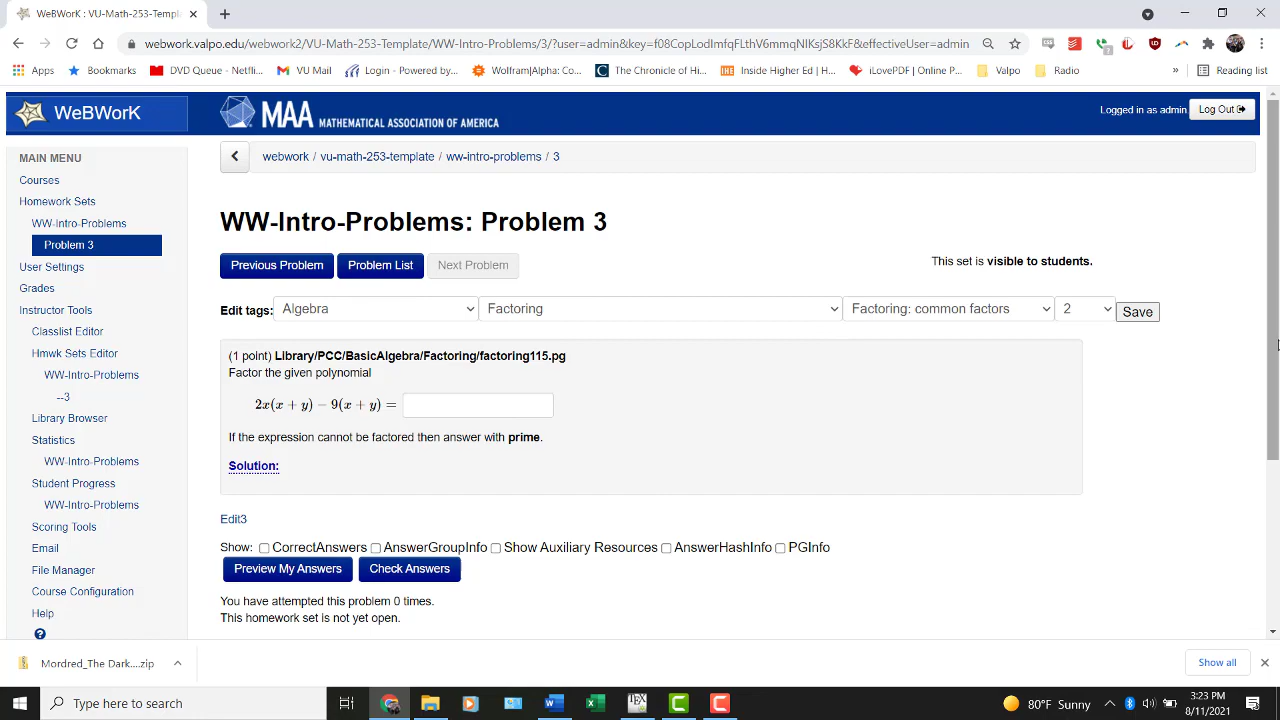 WeBWorK : VU-Math-253-Templ
webwork.valpo.edu/webwork2/VU-Math-253-Template/WW-Intro-Problems/3/?user=admin&key=f08CopLodImfqFLthV6mmqNIKsjS8KkF&effectiveUser=admin
Apps Bookmarks DVD Queue - Netfli... VU Mail Login - Powered by... Wolfram|Alpha: Co... The Chronicle of Hi... Inside Higher Ed | H... iLovePDF | Online P... Valpo Radio » Reading list
WeBWorK
MAA MATHEMATICAL ASSOCIATION OF AMERICA
Logged in as admin. Log Out
MAIN MENU
Courses
Homework Sets
WW-Intro-Problems
Problem 3
User Settings
Grades
Instructor Tools
Classlist Editor
Hmwk Sets Editor
WW-Intro-Problems
--3
Library Browser
Statistics
WW-Intro-Problems
Student Progress
WW-Intro-Problems
Scoring Tools
Email
File Manager
Course Configuration
Help
webwork / vu-math-253-template / ww-intro-problems / 3
WW-Intro-Problems: Problem 3
Previous Problem Problem List Next Problem
This set is visible to students.
Edit tags: Algebra Factoring Factoring: common factors 2 Save
(1 point) Library/PCC/BasicAlgebra/Factoring/factoring115.pg
Factor the given polynomial
2x(x + y) − 9(x + y) =
If the expression cannot be factored then answer with prime.
Solution:
Edit3
Show: CorrectAnswers AnswerGroupInfo Show Auxiliary Resources AnswerHashInfo PGInfo
Preview My Answers Check Answers
You have attempted this problem 0 times.
This homework set is not yet open.
Mordred_The Dark....zip
Show all
Type here to search
80°F Sunny
3:23 PM
8/11/2021